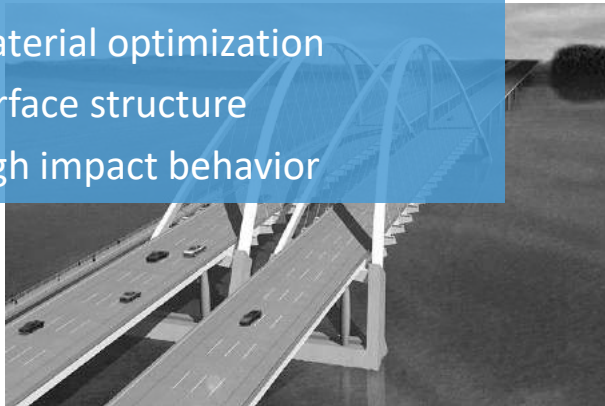 aterial optimization
rface structure
gh impact behavior